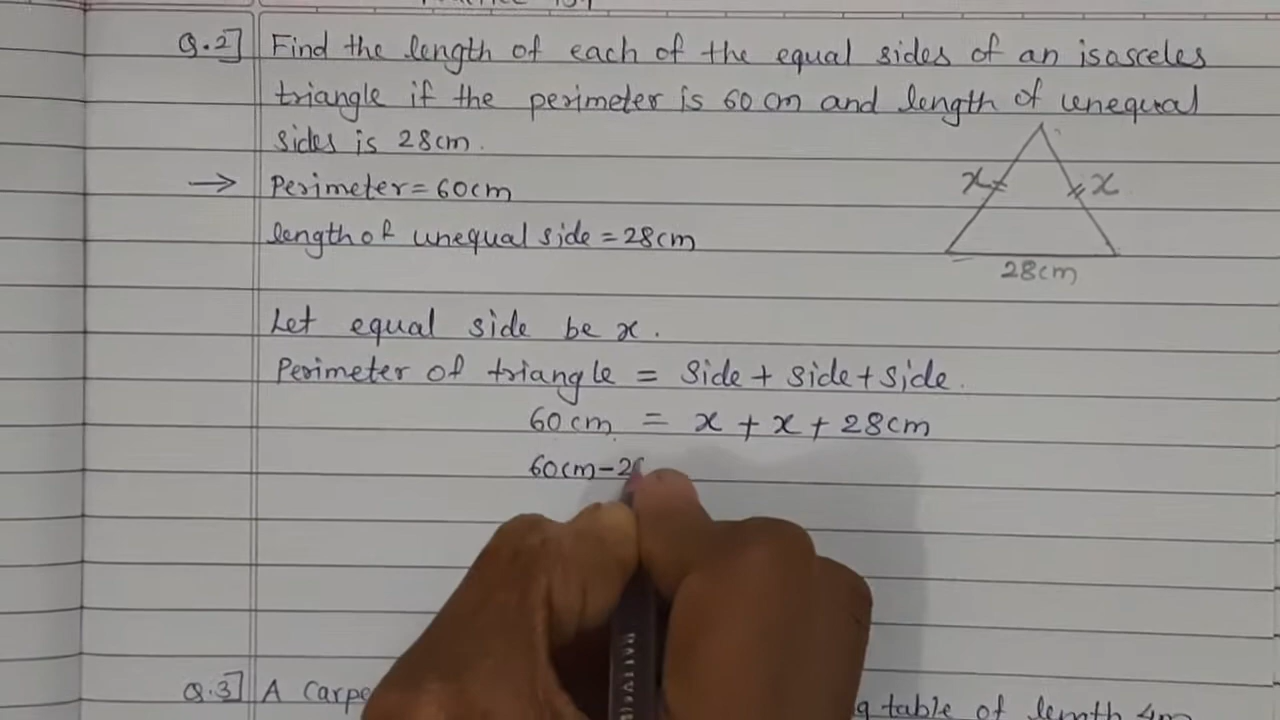 Q.2] Find the length of each of the equal sides of an isosceles
triangle if the perimeter is 60 cm and length of unequal
sides is 28cm.
→ Perimeter = 60cm
length of unequal side = 28cm
x x
28cm
Let equal side be x.
Perimeter of triangle = side + side + side.
60 cm = x + x + 28cm
60cm - 2
Q.3] A table of length 4m